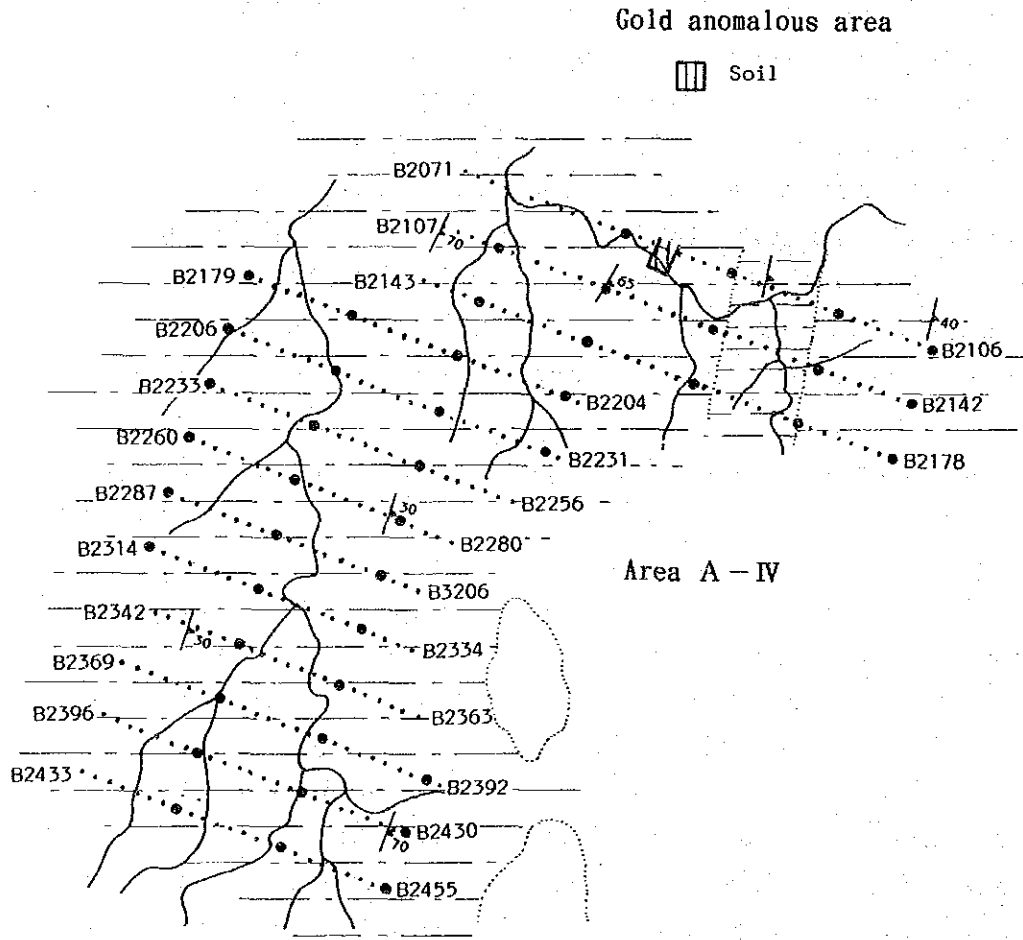 Gold anomalous area
Soil
B2071
B2107
70
B2179
B2143
65
B2206
40
B2106
B2233
B2204
B2142
B2260
B2231
B2178
B2287
B2256
30
B2280
B2314
Area A-IV
B3206
B2342
30
B2334
B2369
B2363
B2396
B2433
B2392
B2430
70
B2455